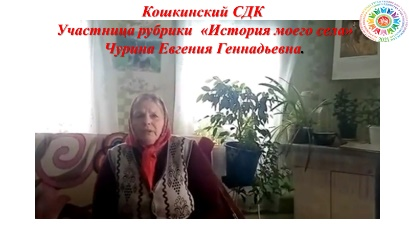 Кошкинский СДК
Участница рубрики «История моего села»
Чурина Евгения Геннадьевна.